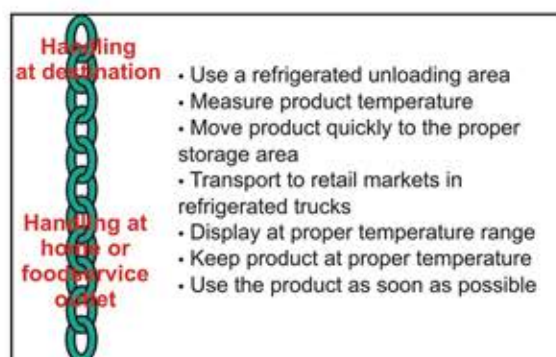 Handling
at destination
• Use a refrigerated unloading area
• Measure product temperature
• Move product quickly to the proper
storage area
• Transport to retail markets in
refrigerated trucks
• Display at proper temperature range
• Keep product at proper temperature
• Use the product as soon as possible
Handling at
home or
foodservice
outlet